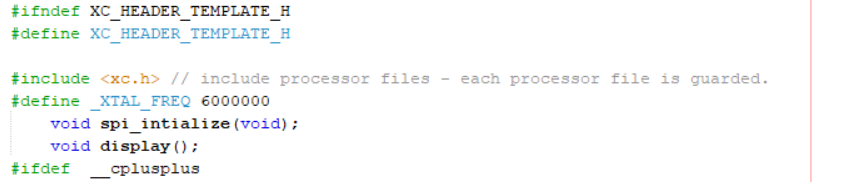 #ifndef XC_HEADER_TEMPLATE_H
#define XC_HEADER_TEMPLATE_H
#include <xc.h> // include processor files - each processor file is guarded.
#define _XTAL_FREQ 6000000
void spi_intialize(void);
void display();
#ifdef __cplusplus